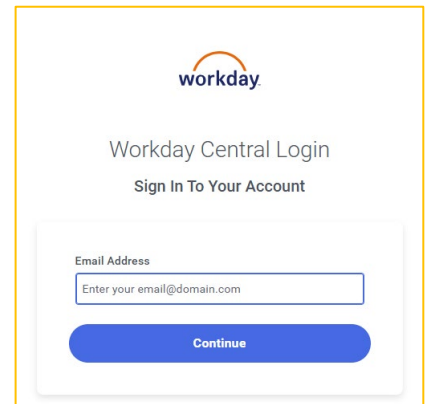 workday.
Workday Central Login
Sign In To Your Account
Email Address
Enter your email@domain.com
Continue